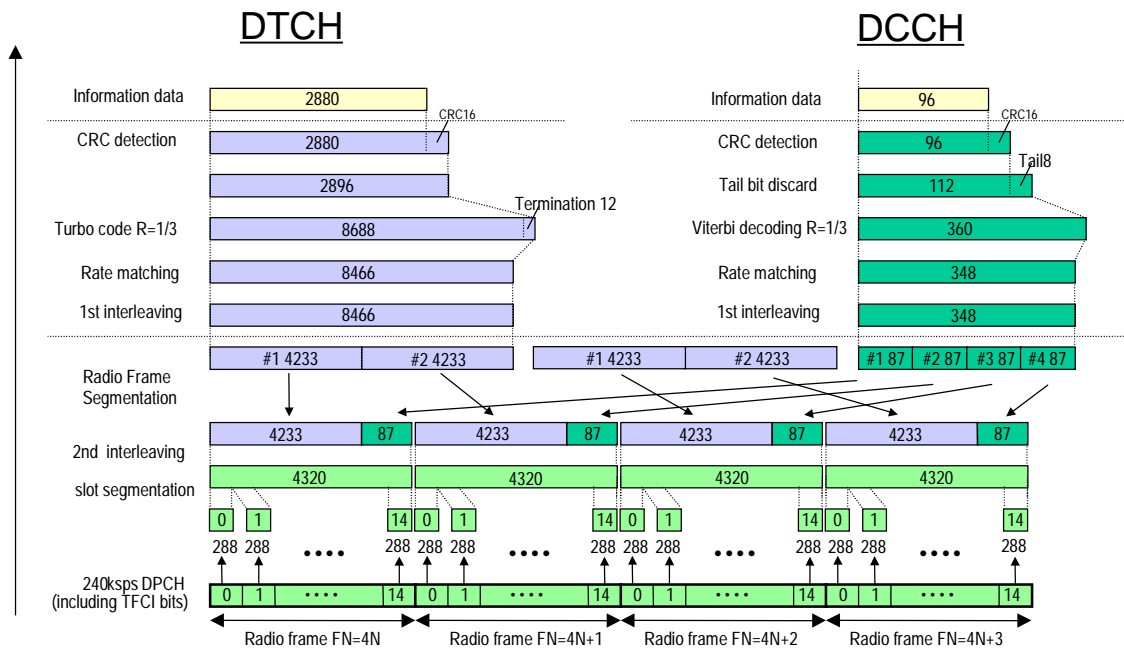 DTCH DCCH
Information data 2880 Information data 96
CRC16 CRC16
CRC detection 2880 CRC detection 96
Tail8
2896 Tail bit discard 112
Termination 12
Turbo code R=1/3 8688 Viterbi decoding R=1/3 360
Rate matching 8466 Rate matching 348
1st interleaving 8466 1st interleaving 348
#1 4233 #2 4233 #1 4233 #2 4233 #1 87 #2 87 #3 87 #4 87
Radio Frame
Segmentation
4233 87 4233 87 4233 87 4233 87
2nd interleaving
4320 4320 4320 4320
slot segmentation
0 1 14 0 1 14 0 1 14 0 1 14
288 288 •••• 288 288 288 •••• 288 288 288 •••• 288 288 288 •••• 288
240ksps DPCH
(including TFCI bits)
0 1 •••• 14 0 1 •••• 14 0 1 •••• 14 0 1 •••• 14
Radio frame FN=4N Radio frame FN=4N+1 Radio frame FN=4N+2 Radio frame FN=4N+3